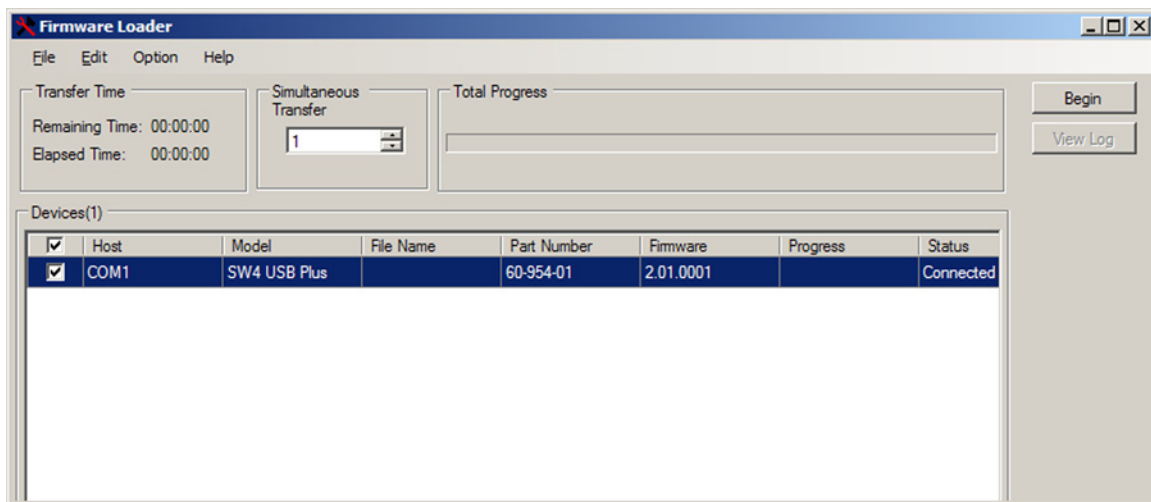 Firmware Loader
File Edit Option Help
Transfer Time
Remaining Time: 00:00:00
Elapsed Time: 00:00:00
Simultaneous
Transfer
1
Total Progress
Begin
View Log
Devices(1)
Host Model File Name Part Number Firmware Progress Status
COM1 SW4 USB Plus 60-954-01 2.01.0001 Connected